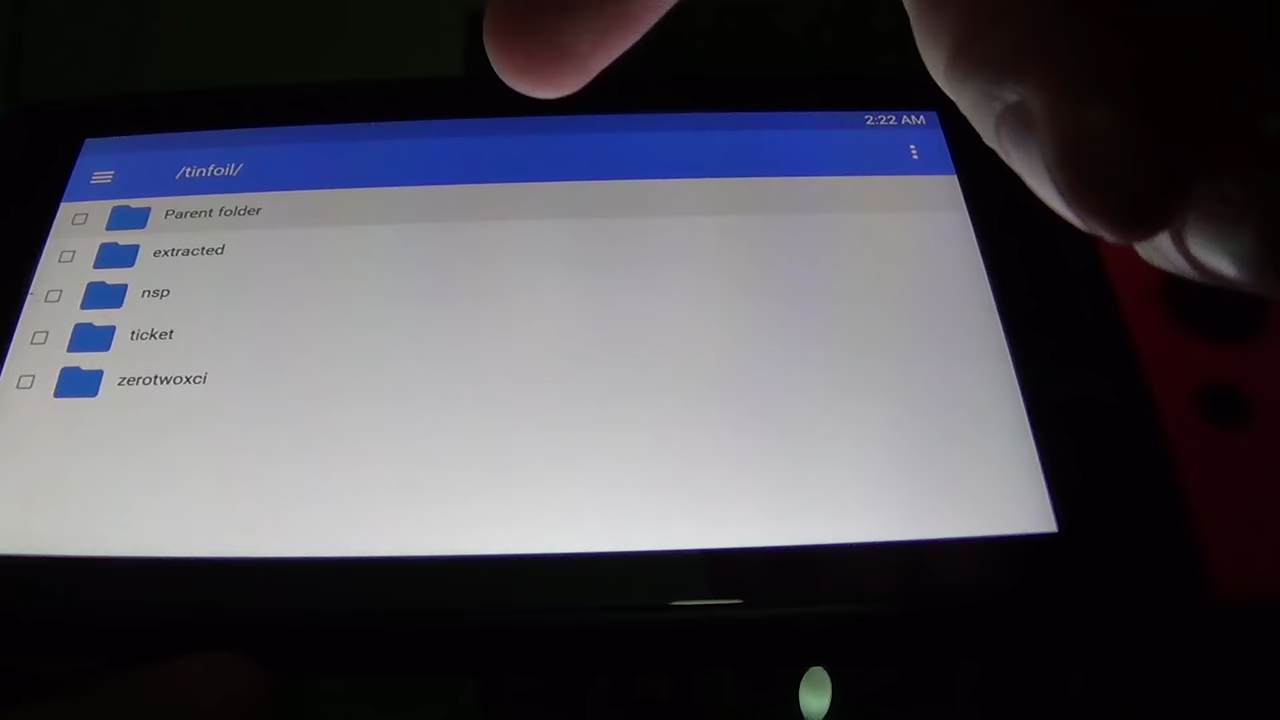 2:22 AM
/tinfoil/
Parent folder
extracted
nsp
ticket
zerotwoxci